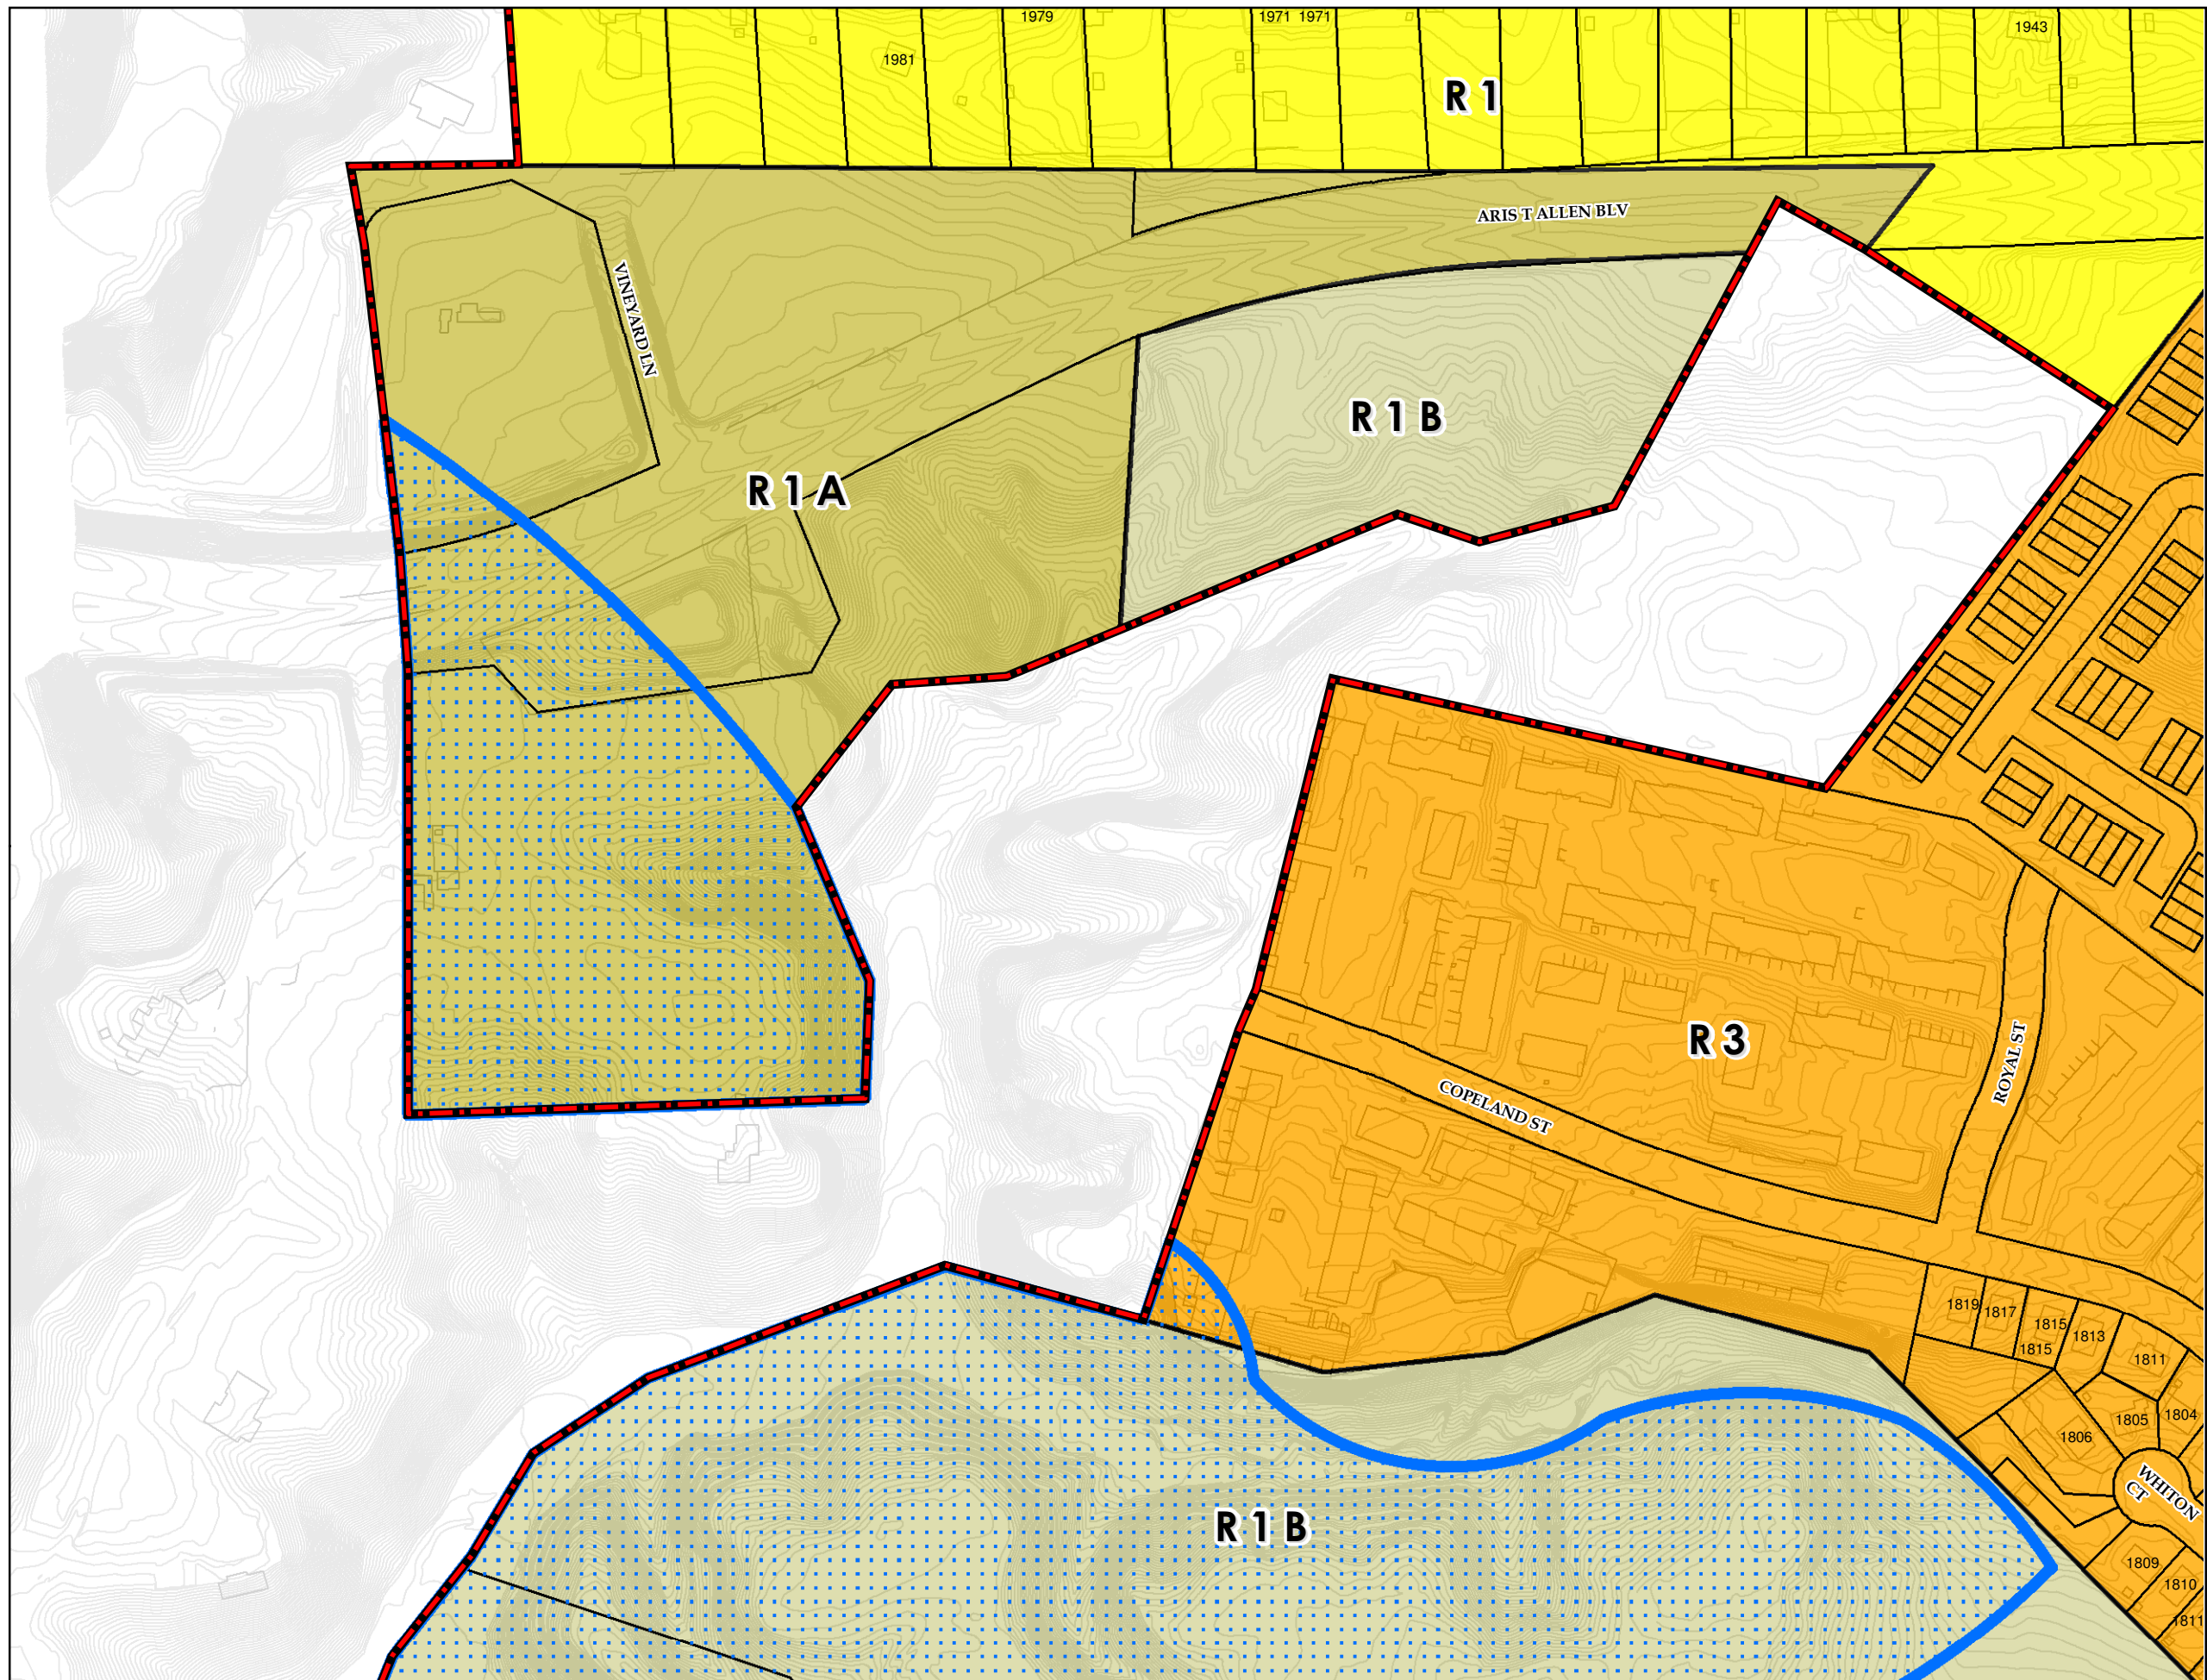 1979
1971 1971
1943
1981
R 1
ARIS T ALLEN BLV
VINEYARD LN
R 1 B
R 1 A
R 3
ROYAL ST
COPELAND ST
1819
1817
1815
1813
1815
1811
1805
1804
1806
WHITON
CT
R 1 B
1809
1810
1811